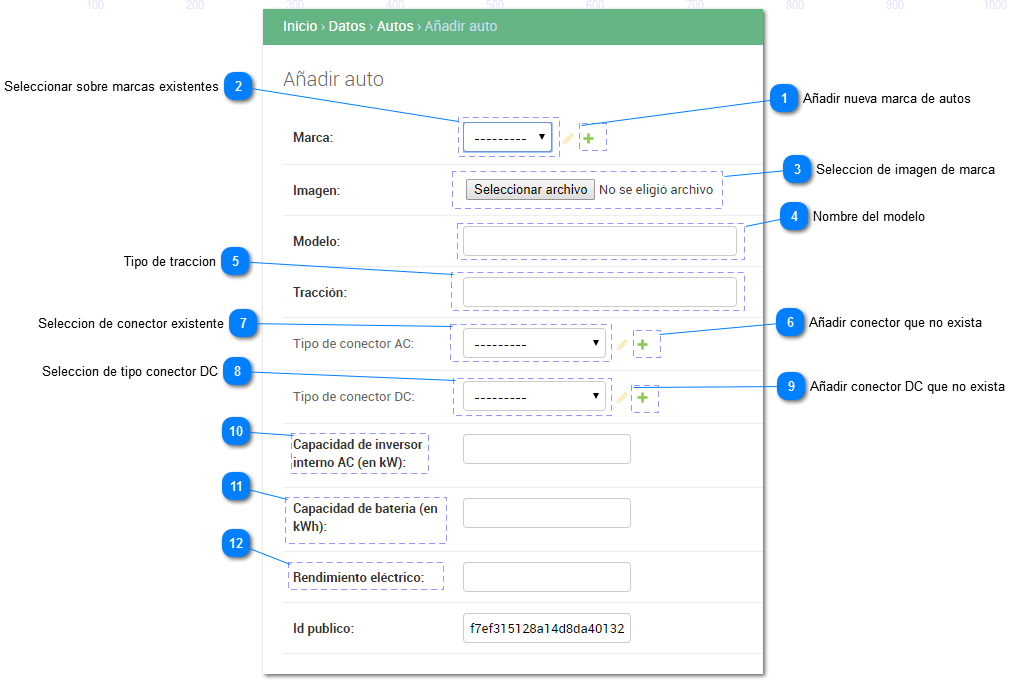 100 200 300 400 500 600 700 800 900 1000
Inicio › Datos › Autos › Añadir auto
Añadir auto
Seleccionar sobre marcas existentes 2
1 Añadir nueva marca de autos
Marca: ---------
3 Seleccion de imagen de marca
Imagen: Seleccionar archivo No se eligió archivo
4 Nombre del modelo
Modelo:
Tipo de traccion 5
Tracción:
Seleccion de conector existente 7
6 Añadir conector que no exista
Tipo de conector AC: ---------
Seleccion de tipo conector DC 8
9 Añadir conector DC que no exista
Tipo de conector DC: ---------
10
Capacidad de inversor
interno AC (en kW):
11
Capacidad de bateria (en
kWh):
12
Rendimiento eléctrico:
Id publico: f7ef315128a14d8da40132